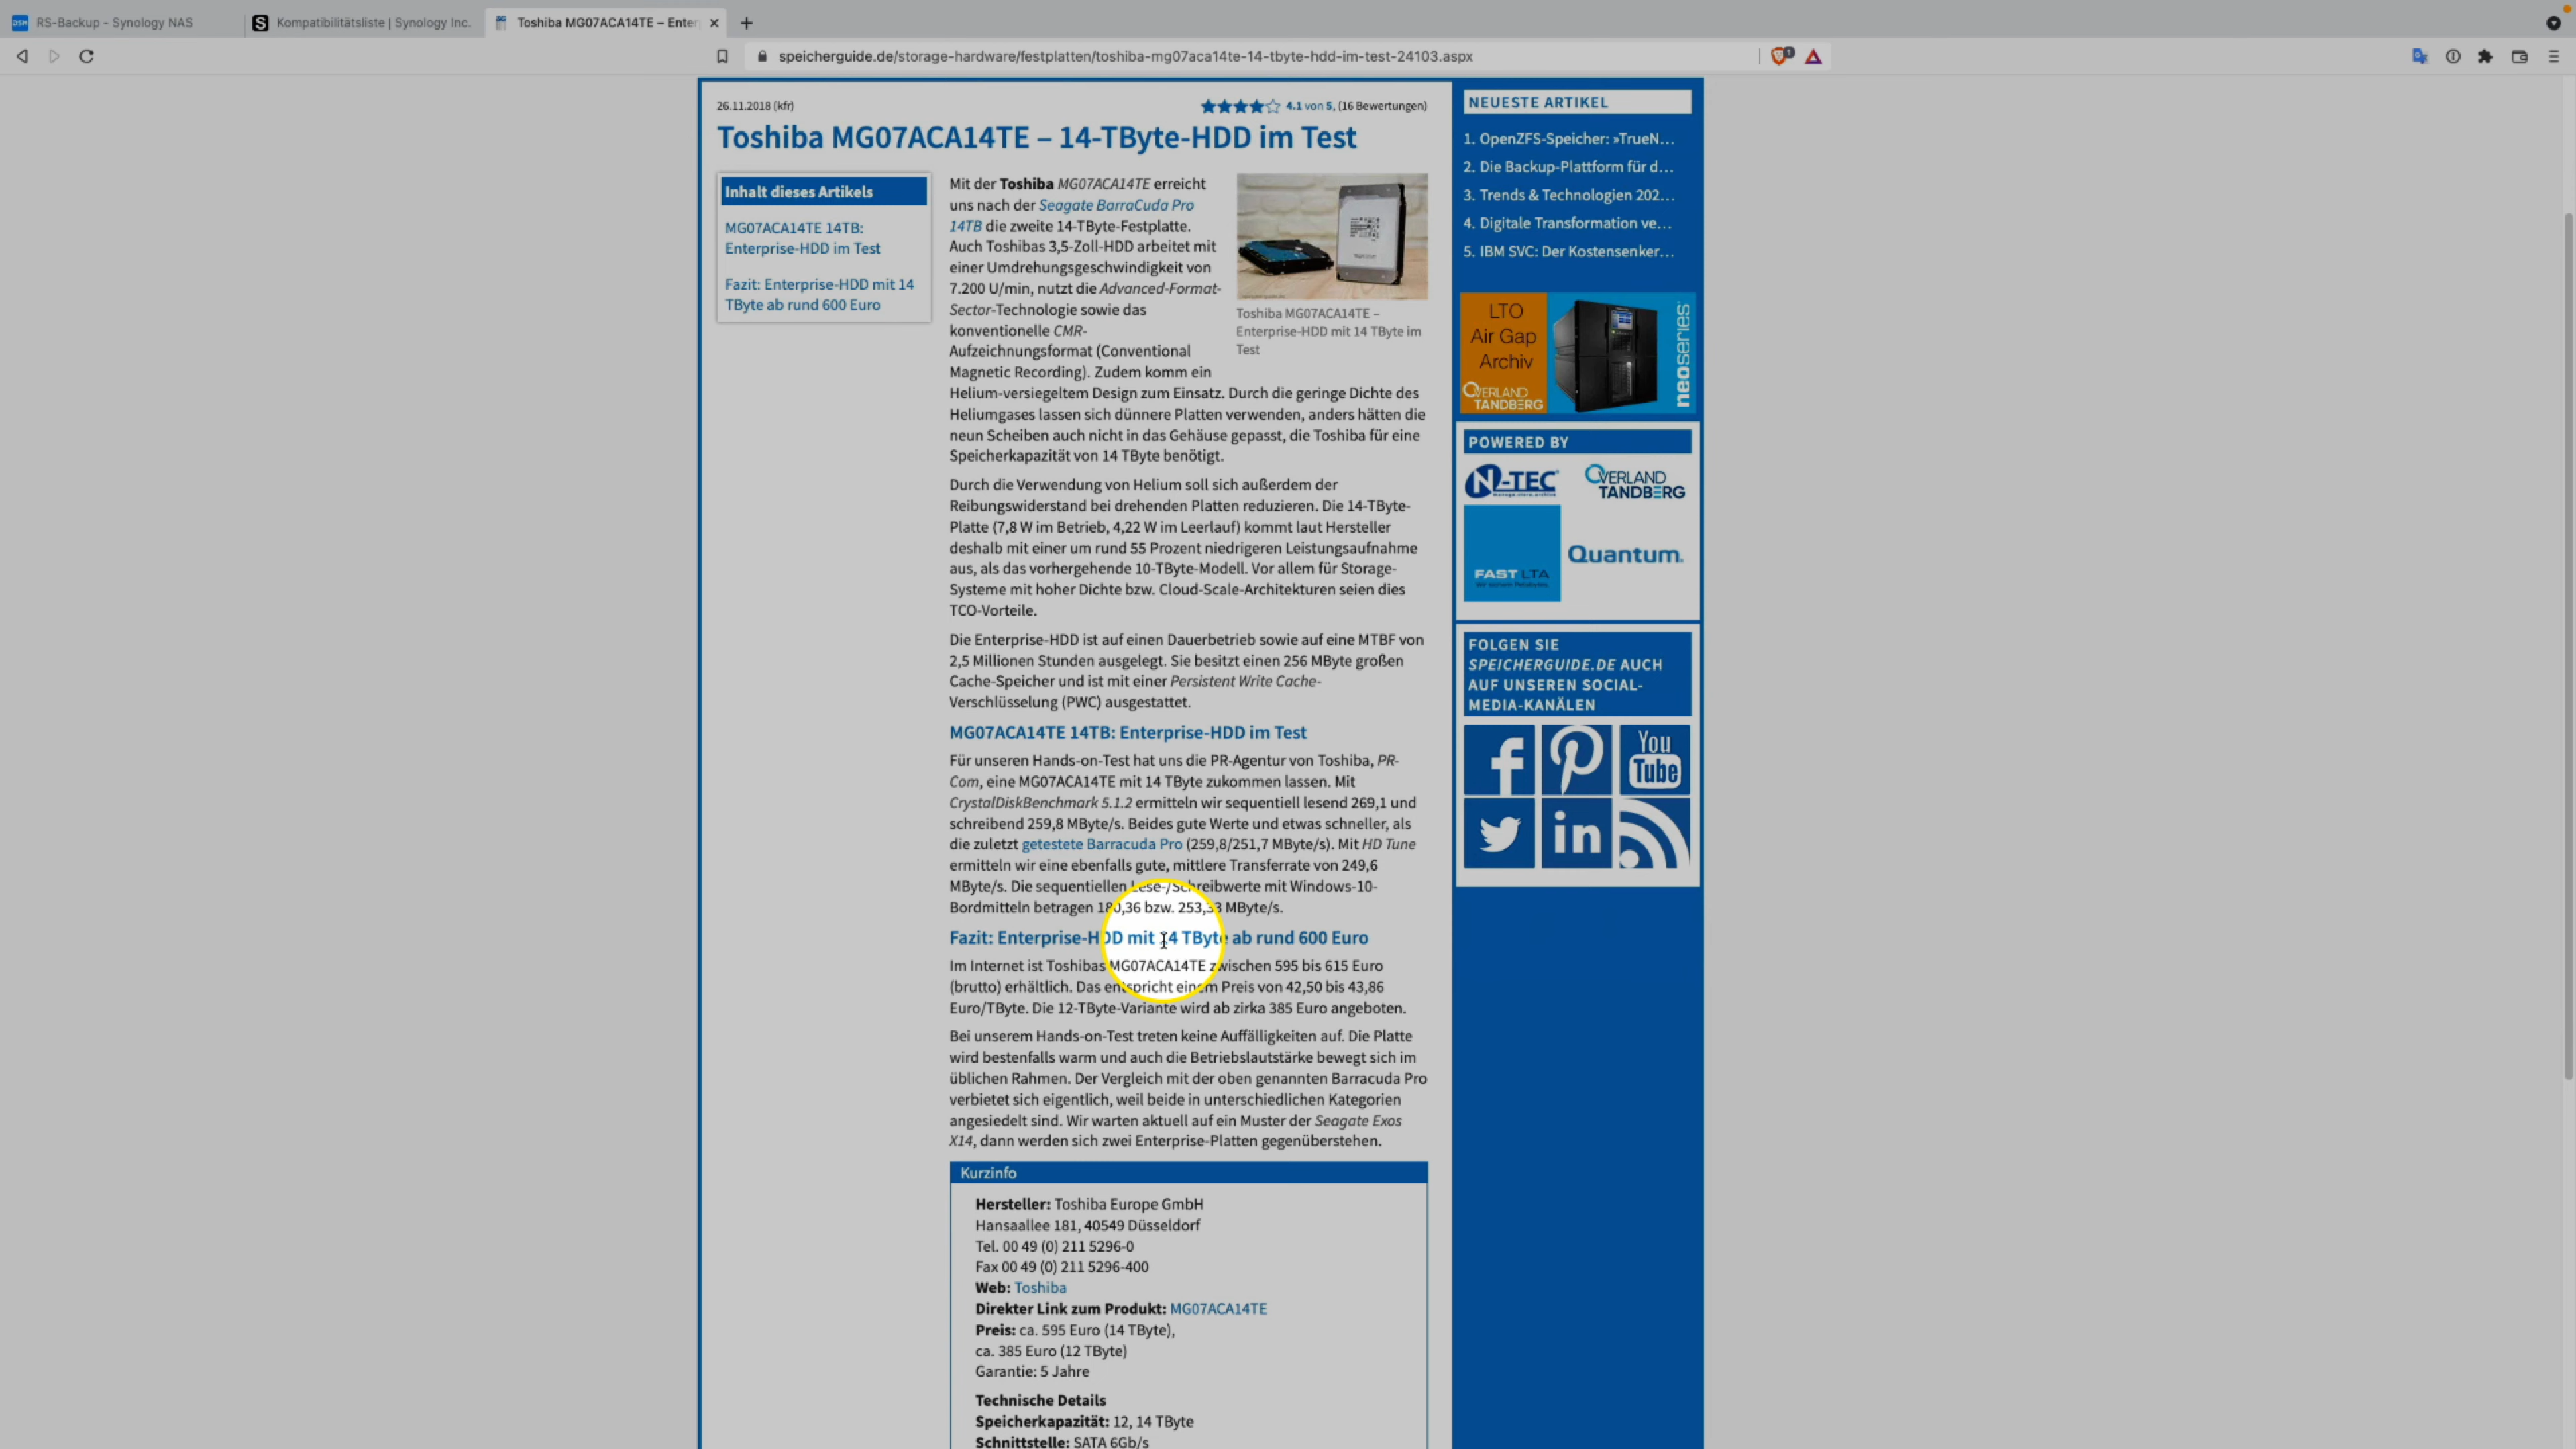 RS-Backup - Synology NAS
Kompatibilitätsliste | Synology Inc.
Toshiba MG07ACA14TE – Enter
speicherguide.de/storage-hardware/festplatten/toshiba-mg07aca14te-14-tbyte-hdd-im-test-24103.aspx
26.11.2018 (kfr)
4.1 von 5, (16 Bewertungen)
Toshiba MG07ACA14TE – 14-TByte-HDD im Test
Inhalt dieses Artikels
MG07ACA14TE 14TB:
Enterprise-HDD im Test
Fazit: Enterprise-HDD mit 14
TByte ab rund 600 Euro
Mit der Toshiba MG07ACA14TE erreicht
uns nach der Seagate BarraCuda Pro
14TB die zweite 14-TByte-Festplatte.
Auch Toshibas 3,5-Zoll-HDD arbeitet mit
einer Umdrehungsgeschwindigkeit von
7.200 U/min, nutzt die Advanced-Format-
Sector-Technologie sowie das
konventionelle CMR-
Aufzeichnungsformat (Conventional
Magnetic Recording). Zudem komm ein
Helium-versiegeltem Design zum Einsatz. Durch die geringe Dichte des
Heliumgases lassen sich dünnere Platten verwenden, anders hätten die
neun Scheiben auch nicht in das Gehäuse gepasst, die Toshiba für eine
Speicherkapazität von 14 TByte benötigt.
Toshiba MG07ACA14TE –
Enterprise-HDD mit 14 TByte im
Test
Durch die Verwendung von Helium soll sich außerdem der
Reibungswiderstand bei drehenden Platten reduzieren. Die 14-TByte-
Platte (7,8 W im Betrieb, 4,22 W im Leerlauf) kommt laut Hersteller
deshalb mit einer um rund 55 Prozent niedrigeren Leistungsaufnahme
aus, als das vorhergehende 10-TByte-Modell. Vor allem für Storage-
Systeme mit hoher Dichte bzw. Cloud-Scale-Architekturen seien dies
TCO-Vorteile.
Die Enterprise-HDD ist auf einen Dauerbetrieb sowie auf eine MTBF von
2,5 Millionen Stunden ausgelegt. Sie besitzt einen 256 MByte großen
Cache-Speicher und ist mit einer Persistent Write Cache-
Verschlüsselung (PWC) ausgestattet.
MG07ACA14TE 14TB: Enterprise-HDD im Test
Für unseren Hands-on-Test hat uns die PR-Agentur von Toshiba, PR-
Com, eine MG07ACA14TE mit 14 TByte zukommen lassen. Mit
CrystalDiskBenchmark 5.1.2 ermitteln wir sequentiell lesend 269,1 und
schreibend 259,8 MByte/s. Beides gute Werte und etwas schneller, als
die zuletzt getestete Barracuda Pro (259,8/251,7 MByte/s). Mit HD Tune
ermitteln wir eine ebenfalls gute, mittlere Transferrate von 249,6
MByte/s. Die sequentiellen Lese-/Schreibwerte mit Windows-10-
Bordmitteln betragen 180,36 bzw. 253,33 MByte/s.
Fazit: Enterprise-HDD mit 14 TByte ab rund 600 Euro
Im Internet ist Toshibas MG07ACA14TE zwischen 595 bis 615 Euro
(brutto) erhältlich. Das entspricht einem Preis von 42,50 bis 43,86
Euro/TByte. Die 12-TByte-Variante wird ab zirka 385 Euro angeboten.
Bei unserem Hands-on-Test treten keine Auffälligkeiten auf. Die Platte
wird bestenfalls warm und auch die Betriebslautstärke bewegt sich im
üblichen Rahmen. Der Vergleich mit der oben genannten Barracuda Pro
verbietet sich eigentlich, weil beide in unterschiedlichen Kategorien
angesiedelt sind. Wir warten aktuell auf ein Muster der Seagate Exos
X14, dann werden sich zwei Enterprise-Platten gegenüberstehen.
Kurzinfo
Hersteller: Toshiba Europe GmbH
Hansaallee 181, 40549 Düsseldorf
Tel. 00 49 (0) 211 5296-0
Fax 00 49 (0) 211 5296-400
Web: Toshiba
Direkter Link zum Produkt: MG07ACA14TE
Preis: ca. 595 Euro (14 TByte),
ca. 385 Euro (12 TByte)
Garantie: 5 Jahre
Technische Details
Speicherkapazität: 12, 14 TByte
Schnittstelle: SATA 6Gb/s
NEUESTE ARTIKEL
1. OpenZFS-Speicher: »TrueN…
2. Die Backup-Plattform für d…
3. Trends & Technologien 202…
4. Digitale Transformation ve…
5. IBM SVC: Der Kostensenker…
LTO
Air Gap
Archiv
OVERLAND
TANDBERG
neoseries
POWERED BY
N-TEC
OVERLAND
TANDBERG
FAST LTA
Quantum.
FOLGEN SIE
SPEICHERGUIDE.DE AUCH
AUF UNSEREN SOCIAL-
MEDIA-KANÄLEN
You
Tube